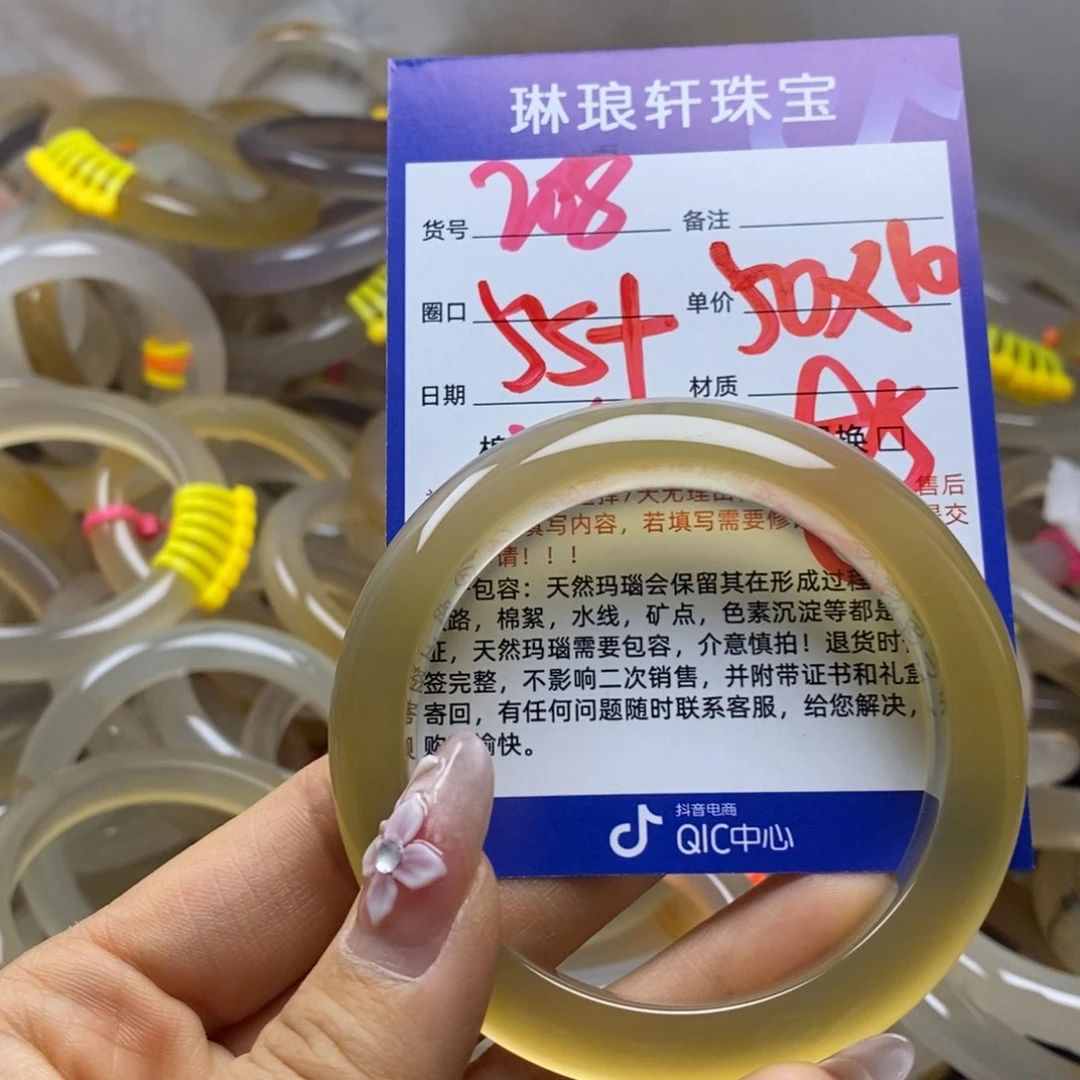 琳琅轩珠宝
货号 708 备注
圈口 55+ 单价 50x10
日期 材质
换口
售后
填写内容，若填写需要修 提交
请！！！
包容：天然玛瑙会保留其在形成过程
路，棉絮，水线，矿点，色素沉淀等都是
证，天然玛瑙需要包容，介意慎拍！退货时
签完整，不影响二次销售，并附带证书和礼盒
寄回，有任何问题随时联系客服，给您解决，
购 愉快。
抖音电商
QIC中心